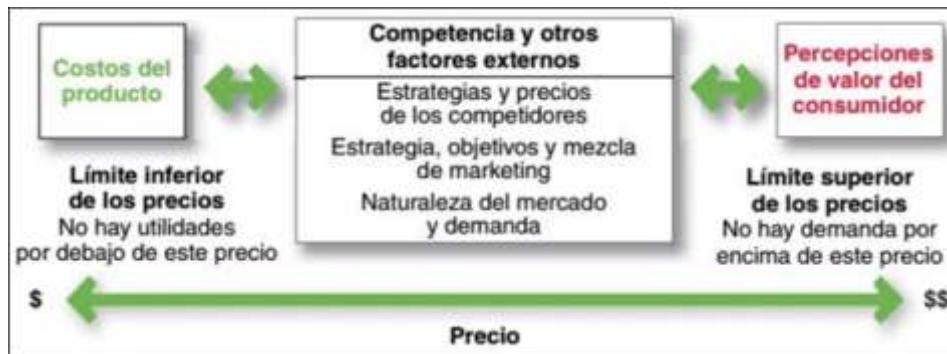 Costos del
producto
Límite inferior
de los precios
No hay utilidades
por debajo de este precio
Competencia y otros
factores externos
Estrategias y precios
de los competidores
Estrategia, objetivos y mezcla
de marketing
Naturaleza del mercado
y demanda
Percepciones
de valor del
consumidor
Límite superior
de los precios
No hay demanda por
encima de este precio
$
$$
Precio